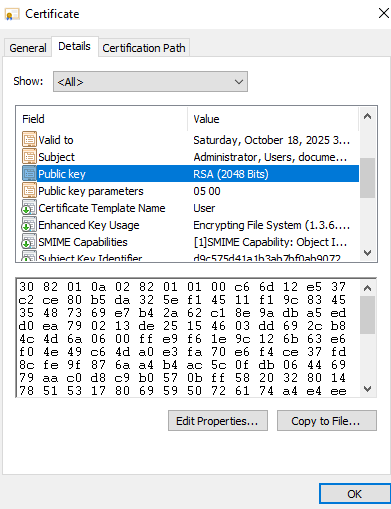 Certificate
General Details Certification Path
Show: <All>
Field Value
Valid to Saturday, October 18, 2025 3...
Subject Administrator, Users, docume...
Public key RSA (2048 Bits)
Public key parameters 05 00
Certificate Template Name User
Enhanced Key Usage Encrypting File System (1.3.6....
SMIME Capabilities [1]SMIME Capability: Object I...
Subject Key Identifier d9c575d41a1b3ab7bf0ab9072
30 82 01 0a 02 82 01 01 00 c6 6d 12 e5 37
c2 ce 80 b5 da 32 5e f1 45 11 f1 9c 83 45
35 48 73 69 e7 b4 2a 62 c1 8e 9a db a5 ed
d0 ea 79 02 13 de 25 15 46 03 dd 69 2c b8
4c 4d 6a 06 00 ff e9 f6 1e 9c 12 6b 63 e6
f0 4e 49 c6 4d a0 e3 fa 70 e6 f4 ce 37 fd
8c fe 9f 87 6a a4 b4 ac 5c 0f db 06 44 69
79 aa c0 d8 c9 b0 57 0b ff 58 20 32 80 14
78 51 53 17 80 69 59 50 72 61 74 a4 e4 ee
Edit Properties... Copy to File...
OK